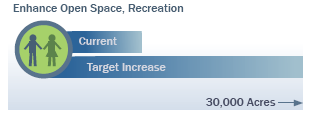 Enhance Open Space, Recreation
Current
Target Increase
30,000 Acres